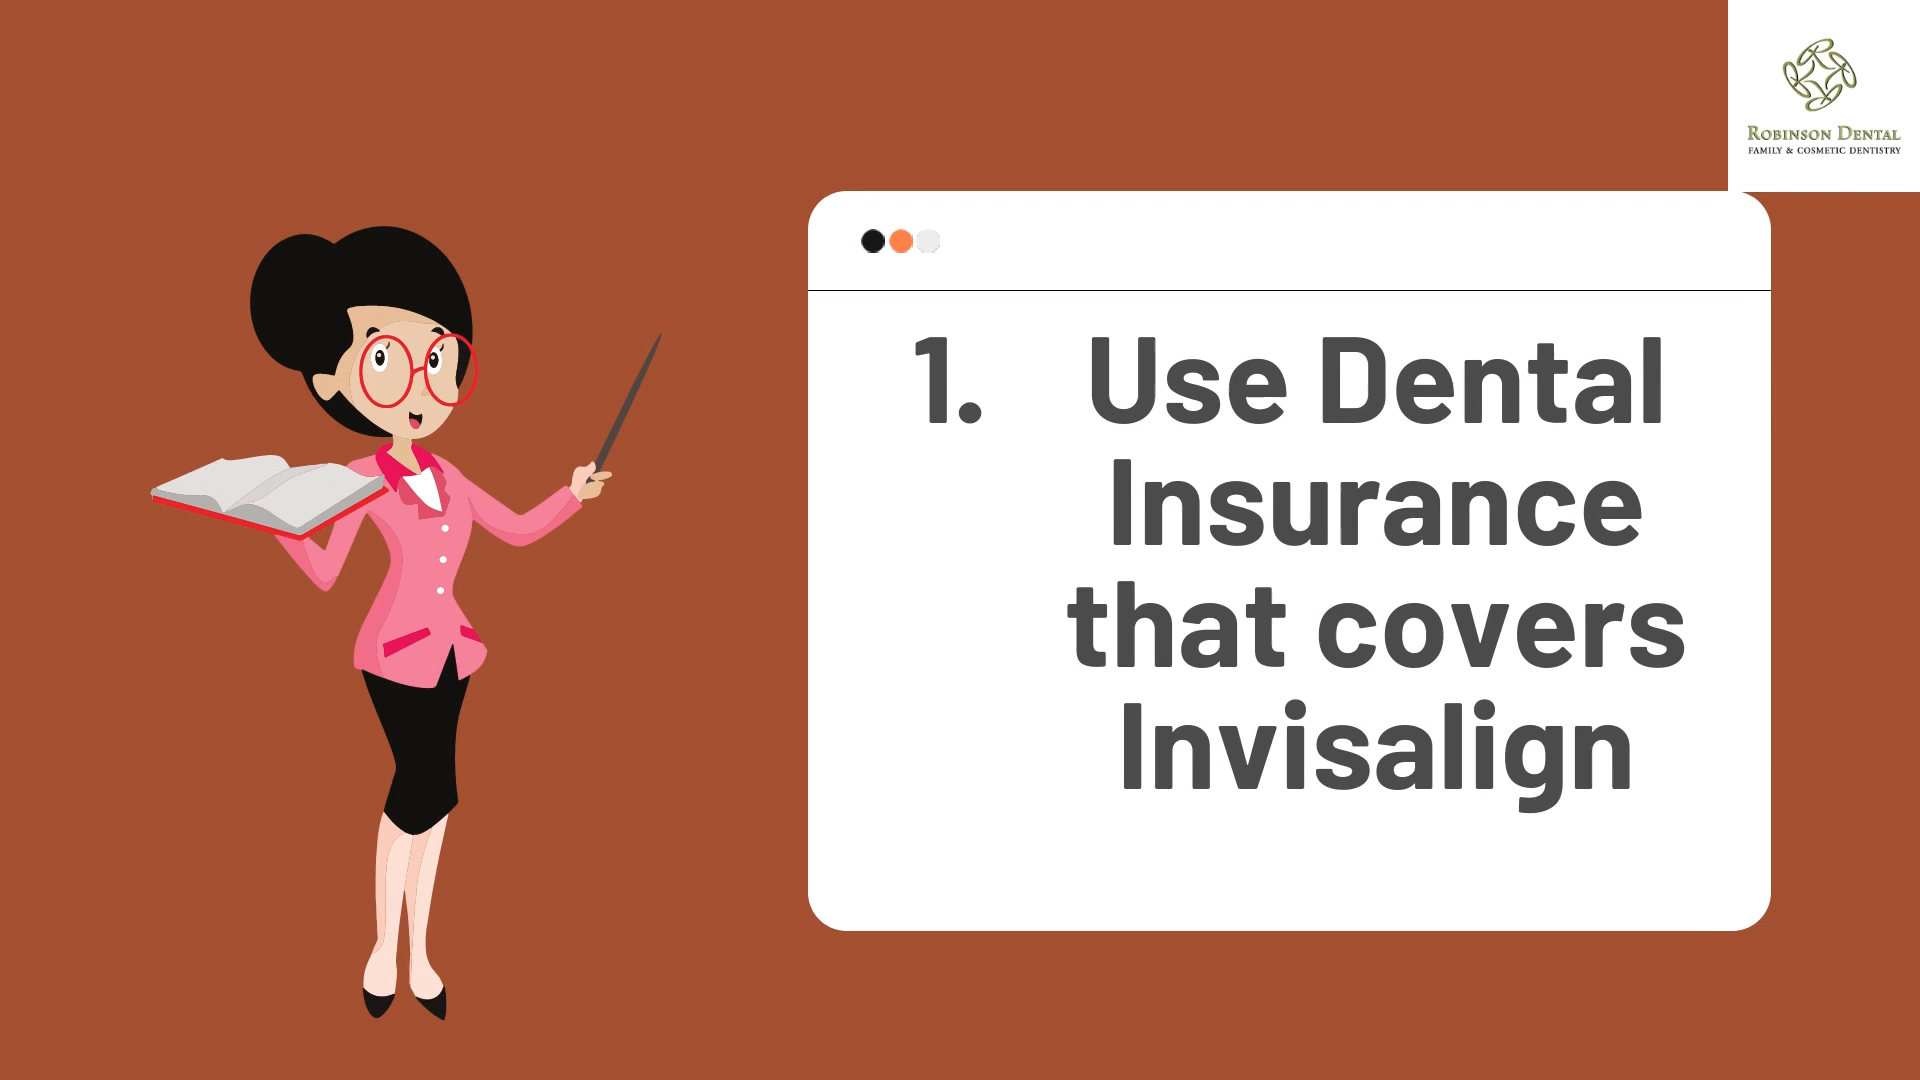 ROBINSON DENTAL
FAMILY & COSMETIC DENTISTRY
1. Use Dental
Insurance
that covers
Invisalign